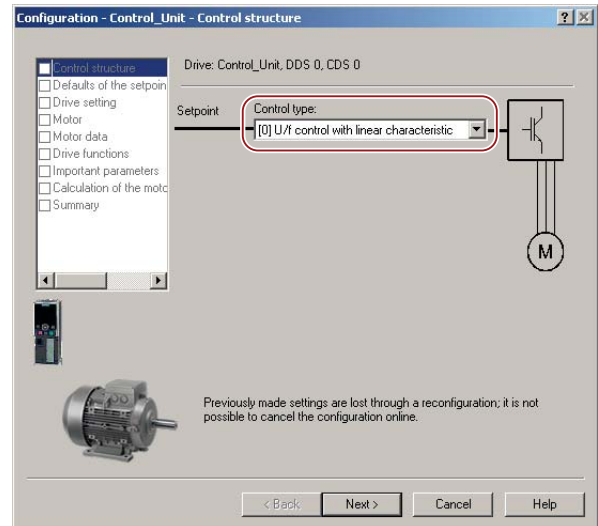 Configuration - Control_Unit - Control structure
Control structure
Defaults of the setpoin
Drive setting
Motor
Motor data
Drive functions
Important parameters
Calculation of the moto
Summary
Drive: Control_Unit, DDS 0, CDS 0
Setpoint
Control type:
[0] U/f control with linear characteristic
M
Previously made settings are lost through a reconfiguration; it is not
possible to cancel the configuration online.
< Back
Next >
Cancel
Help